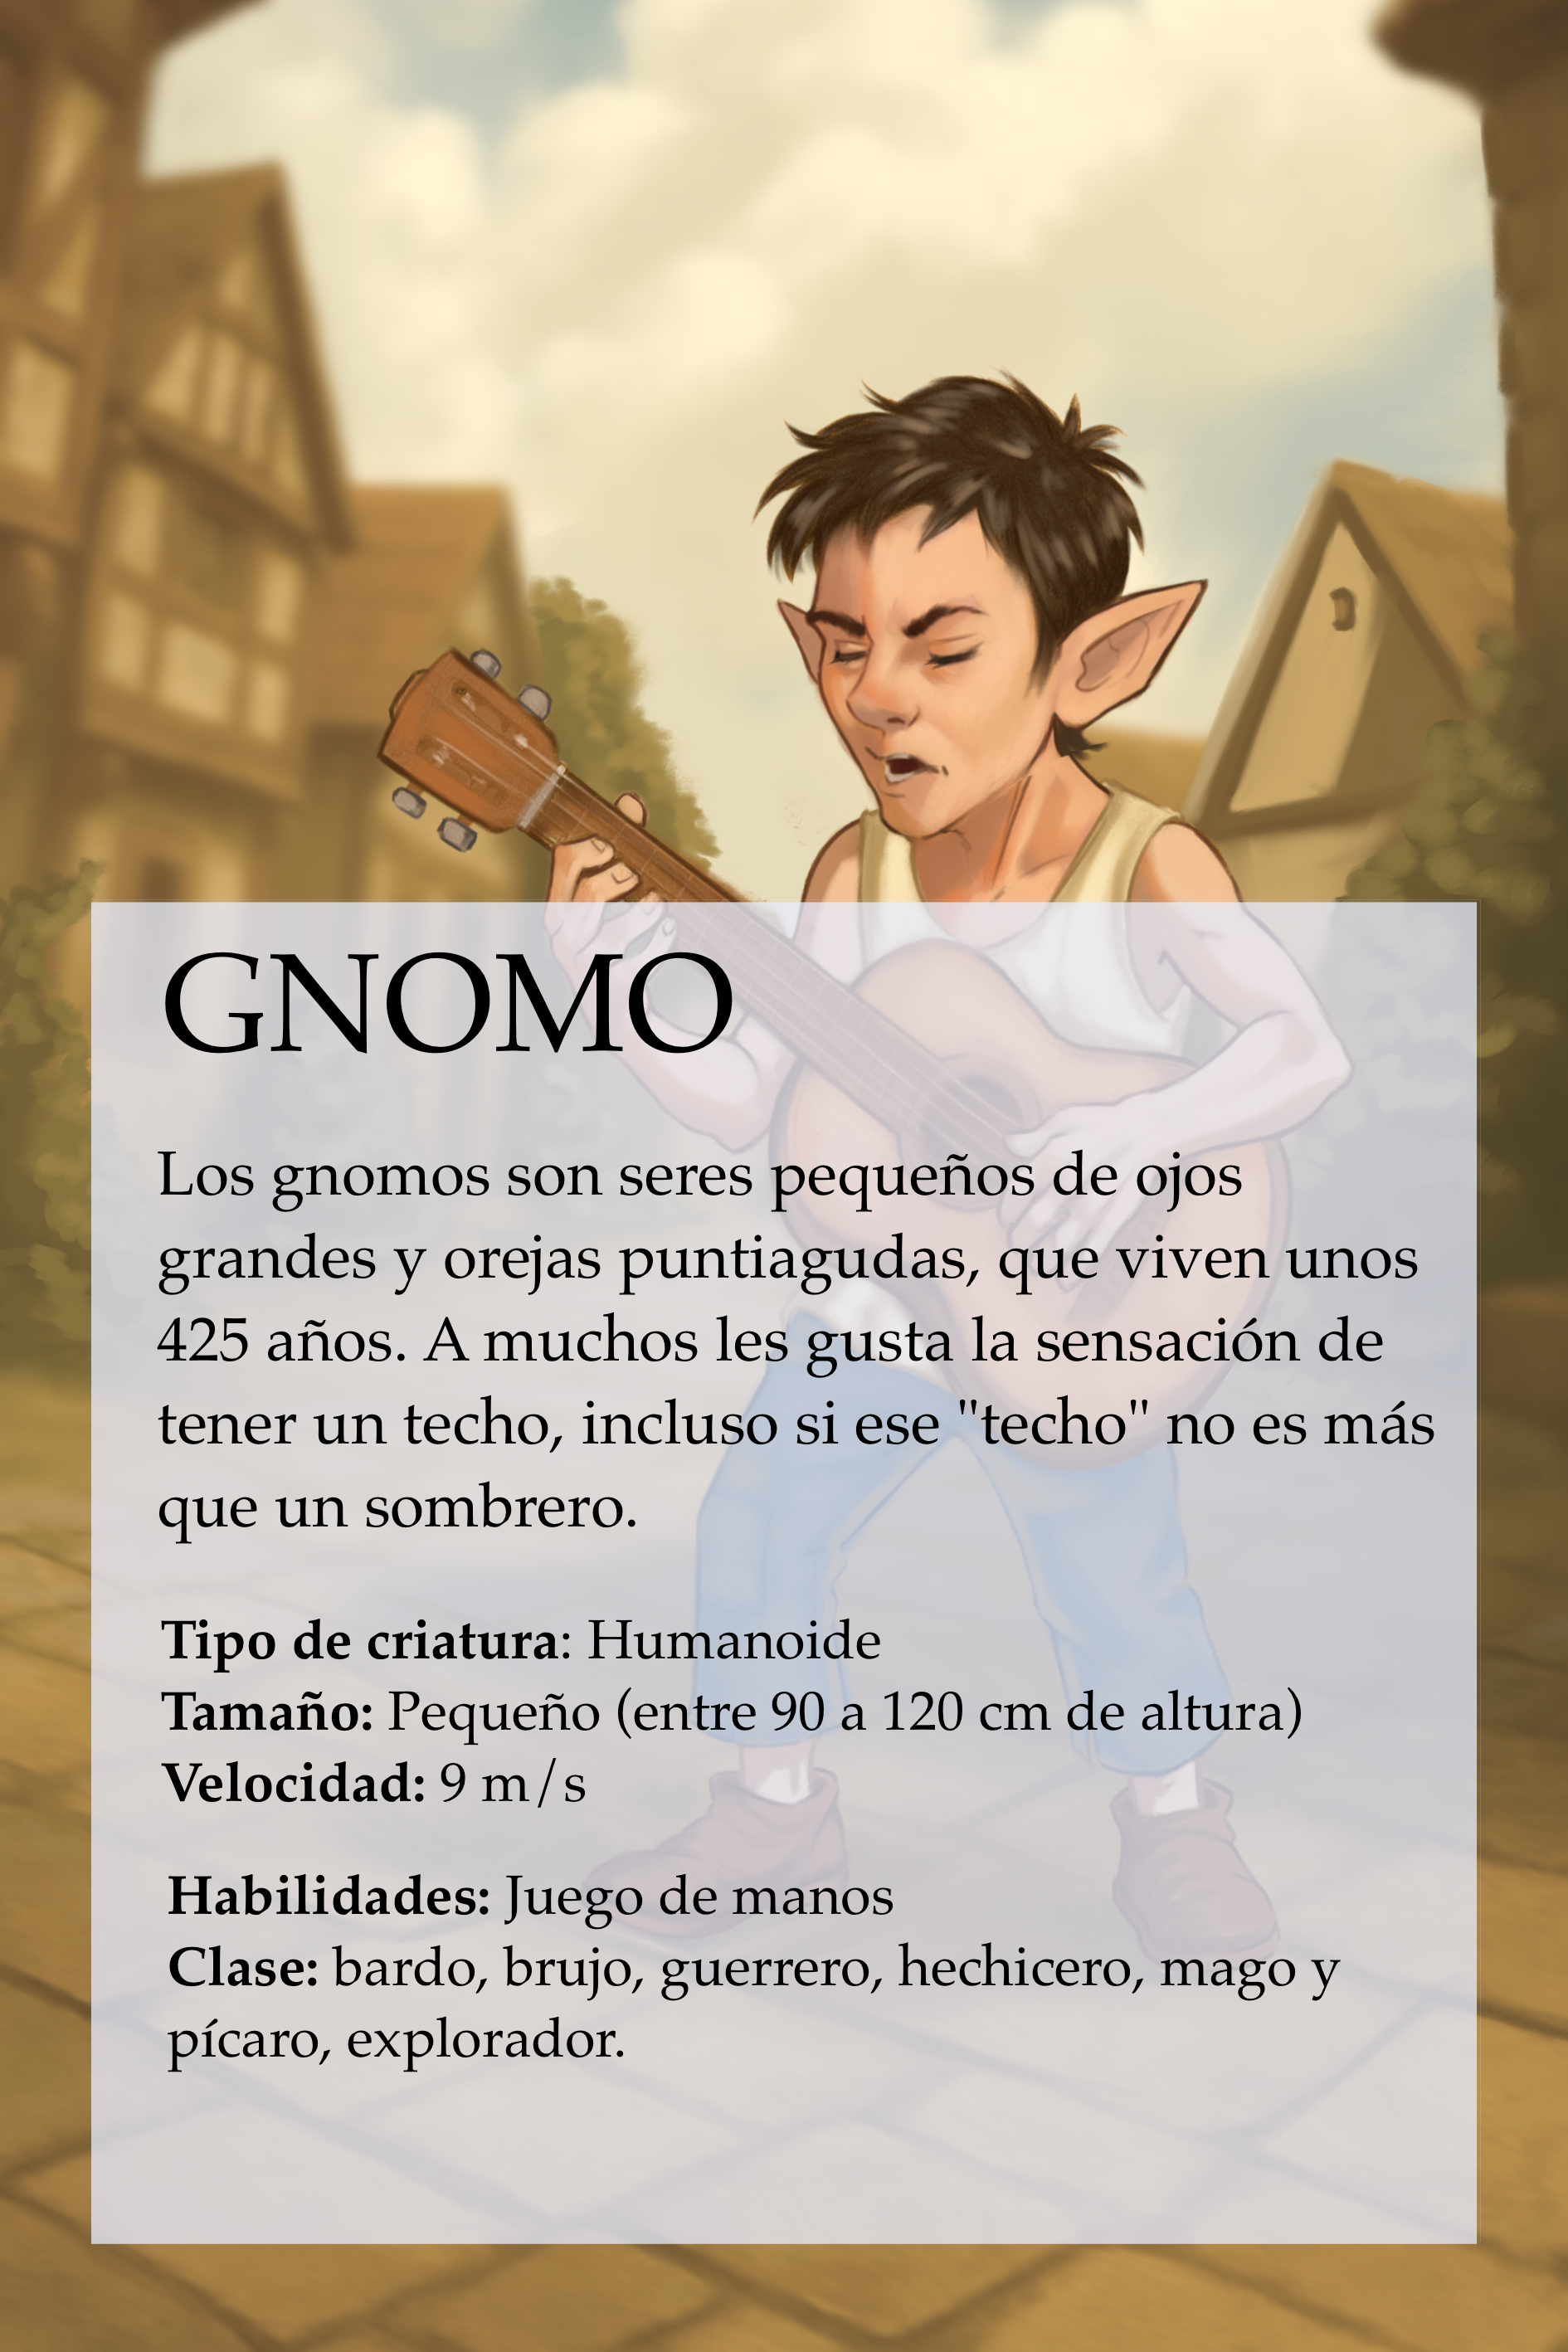 GNOMO
Los gnomos son seres pequeños de ojos
grandes y orejas puntiagudas, que viven unos
425 años. A muchos les gusta la sensación de
tener un techo, incluso si ese "techo" no es más
que un sombrero.
Tipo de criatura: Humanoide
Tamaño: Pequeño (entre 90 a 120 cm de altura)
Velocidad: 9 m/s
Habilidades: Juego de manos
Clase: bardo, brujo, guerrero, hechicero, mago y
pícaro, explorador.